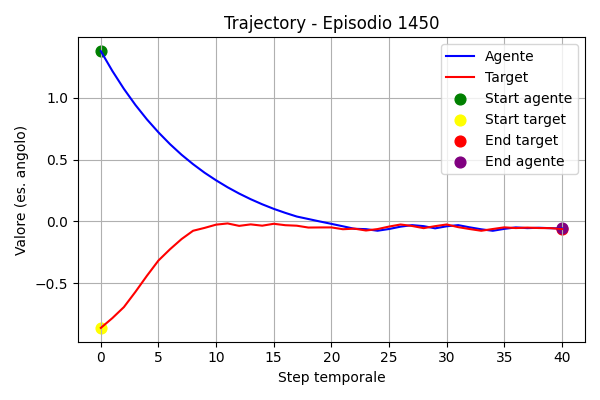 Trajectory - Episodio 1450
Agente
Target
Start agente
Start target
End target
End agente
Valore (es. angolo)
1.0
0.5
0.0
−0.5
0 5 10 15 20 25 30 35 40
Step temporale